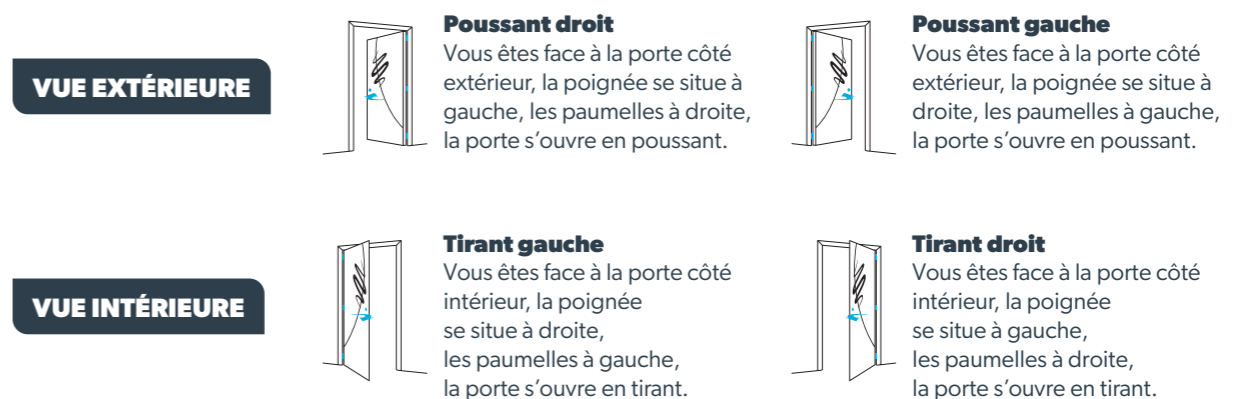 VUE EXTÉRIEURE
Poussant droit
Vous êtes face à la porte côté
extérieur, la poignée se situe à
gauche, les paumelles à droite,
la porte s’ouvre en poussant.
Poussant gauche
Vous êtes face à la porte côté
extérieur, la poignée se situe à
droite, les paumelles à gauche,
la porte s’ouvre en poussant.
VUE INTÉRIEURE
Tirant gauche
Vous êtes face à la porte côté
intérieur, la poignée
se situe à droite,
les paumelles à gauche,
la porte s’ouvre en tirant.
Tirant droit
Vous êtes face à la porte côté
intérieur, la poignée
se situe à gauche,
les paumelles à droite,
la porte s’ouvre en tirant.